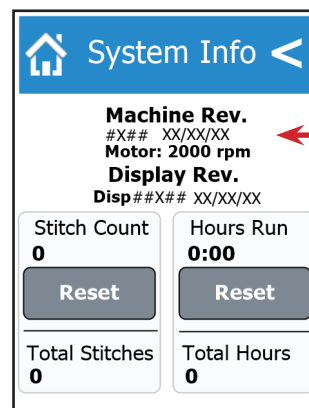 System Info <
Machine Rev.
#X## XX/XX/XX
Motor: 2000 rpm
Display Rev.
Disp##X## XX/XX/XX
Stitch Count
0
Reset
Total Stitches
0
Hours Run
0:00
Reset
Total Hours
0